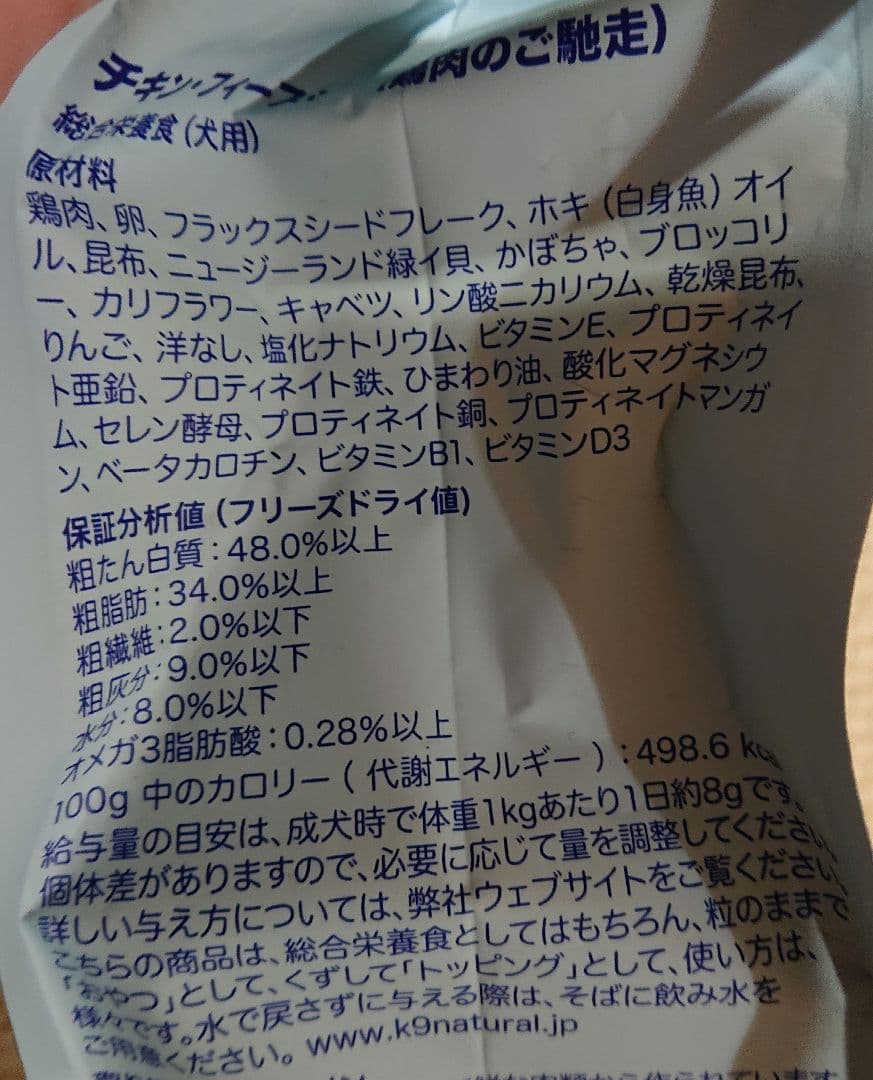 チキン・フィースト（鶏肉のご馳走）
総合栄養食（犬用）
原材料
鶏肉、卵、フラックスシードフレーク、ホキ（白身魚）オイ
ル、昆布、ニュージーランド緑イ貝、かぼちゃ、ブロッコリ
ー、カリフラワー、キャベツ、リン酸二カリウム、乾燥昆布、
りんご、洋なし、塩化ナトリウム、ビタミンE、プロティネイ
ト亜鉛、プロティネイト鉄、ひまわり油、酸化マグネシウ
ム、セレン酵母、プロティネイト銅、プロティネイトマンガ
ン、ベータカロチン、ビタミンB1、ビタミンD3
保証分析値（フリーズドライ値）
粗たん白質：48.0%以上
粗脂肪：34.0%以上
粗繊維：2.0%以下
粗灰分：9.0%以下
水分：8.0%以下
オメガ3脂肪酸：0.28%以上
100g 中のカロリー（代謝エネルギー）：498.6 kcal
給与量の目安は、成犬時で体重1kgあたり1日約8gです。
個体差がありますので、必要に応じて量を調整してください。
詳しい与え方については、弊社ウェブサイトをご覧ください。
こちらの商品は、総合栄養食としてはもちろん、粒のままで
「おやつ」として、くずして「トッピング」として、使い方は、
様々です。水で戻さずに与える際は、そばに飲み水を
ご用意ください。www.k9natural.jp